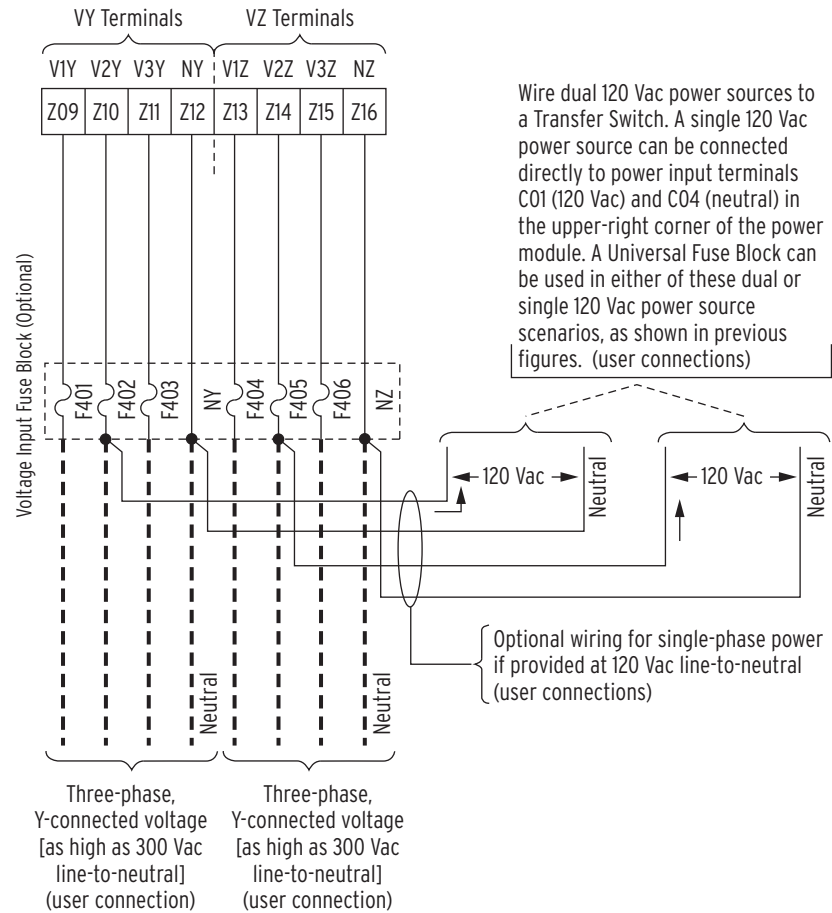 VY Terminals
VZ Terminals
V1Y V2Y V3Y NY V1Z V2Z V3Z NZ
Z09 Z10 Z11 Z12 Z13 Z14 Z15 Z16
Wire dual 120 Vac power sources to
a Transfer Switch. A single 120 Vac
power source can be connected
directly to power input terminals
C01 (120 Vac) and C04 (neutral) in
the upper-right corner of the power
module. A Universal Fuse Block can
be used in either of these dual or
single 120 Vac power source
scenarios, as shown in previous
figures. (user connections)
Voltage Input Fuse Block (Optional)
F401 F402 F403 NY F404 F405 F406 NZ
120 Vac
Neutral
120 Vac
Neutral
Optional wiring for single-phase power
if provided at 120 Vac line-to-neutral
(user connections)
Neutral
Neutral
Three-phase,
Y-connected voltage
[as high as 300 Vac
line-to-neutral]
(user connection)
Three-phase,
Y-connected voltage
[as high as 300 Vac
line-to-neutral]
(user connection)